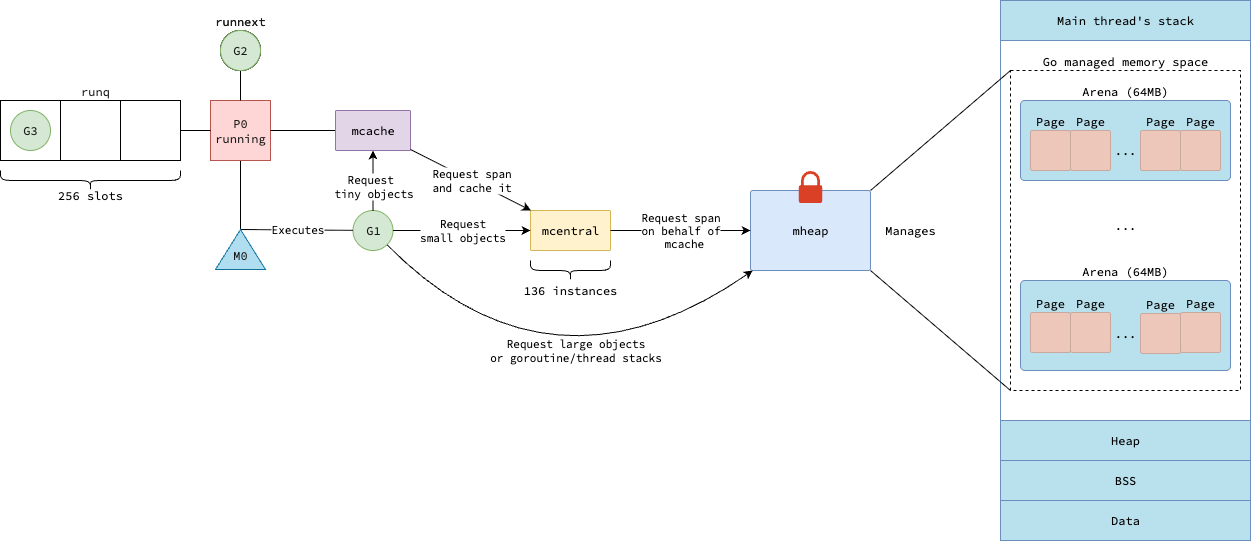 runnext
G2
runq
G3
P0
running
256 slots
M0
Executes
G1
mcache
Request
tiny objects
Request span
and cache it
Request
small objects
mcentral
136 instances
Request span
on behalf of
mcache
Request large objects
or goroutine/thread stacks
mheap
Manages
Main thread's stack
Go managed memory space
Arena (64MB)
Page Page Page Page
...
...
Arena (64MB)
Page Page Page Page
...
Heap
BSS
Data